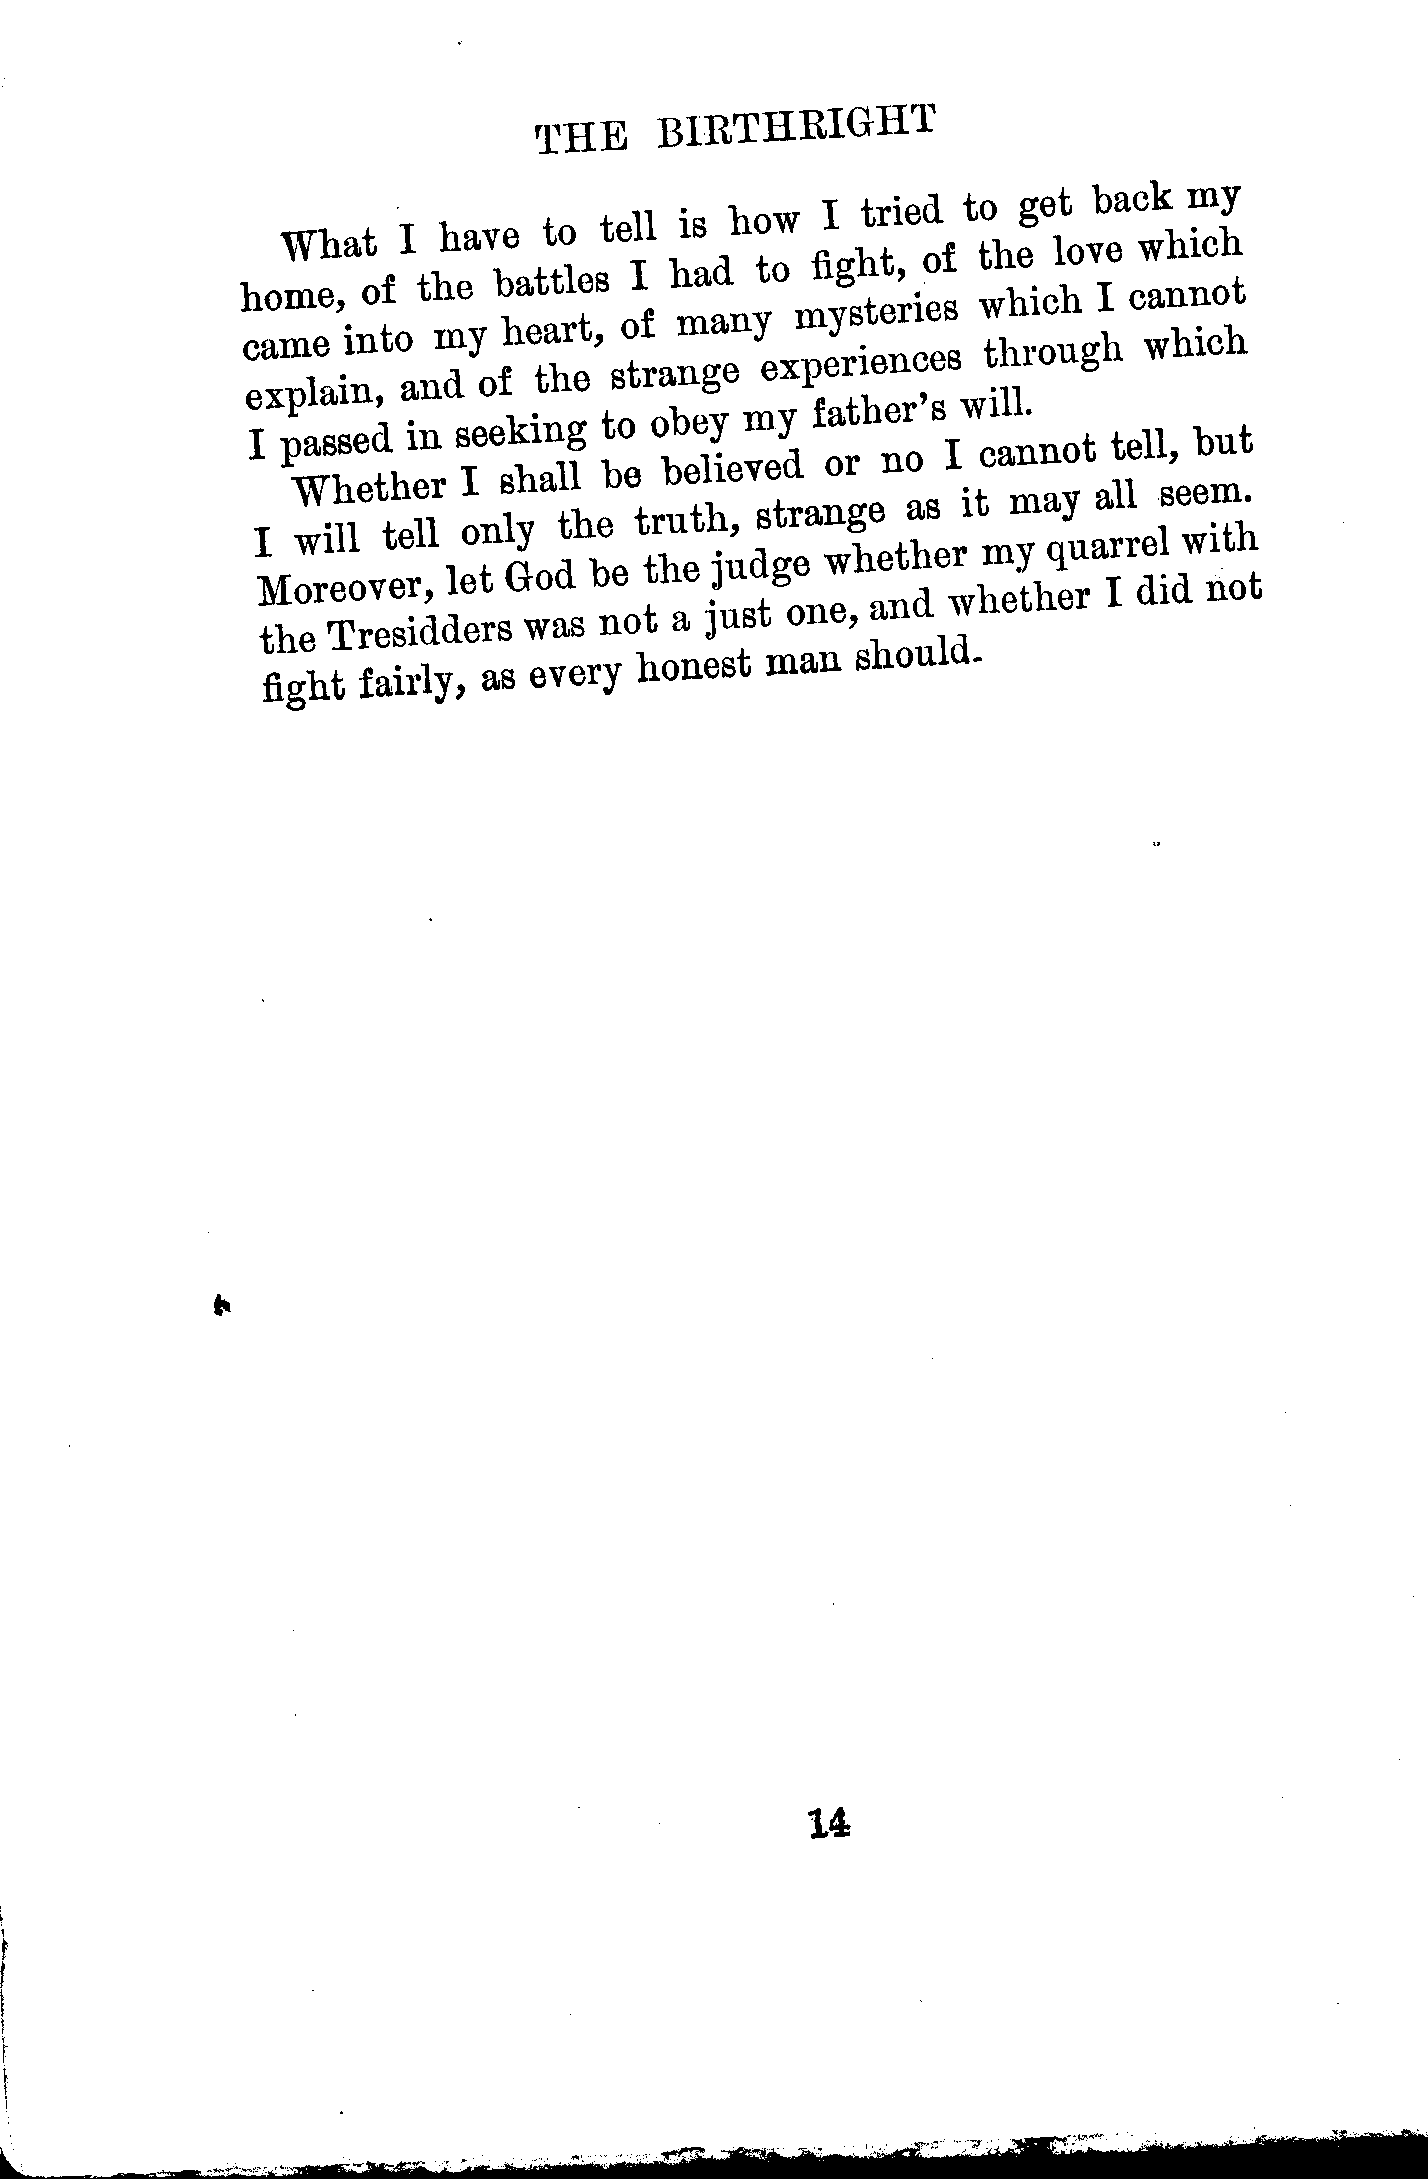 THE BIRTHRIGHT
What I have to tell is how I tried to get back my
home, of the battles I had to fight, of the love which
came into my heart, of many mysteries which I cannot
explain, and of the strange experiences through which
I passed in seeking to obey my father's will.
Whether I shall be believed or no I cannot tell, but
I will tell only the truth, strange as it may all seem.
Moreover, let God be the judge whether my quarrel with
the Tresidders was not a just one, and whether I did not
fight fairly, as every honest man should.
14